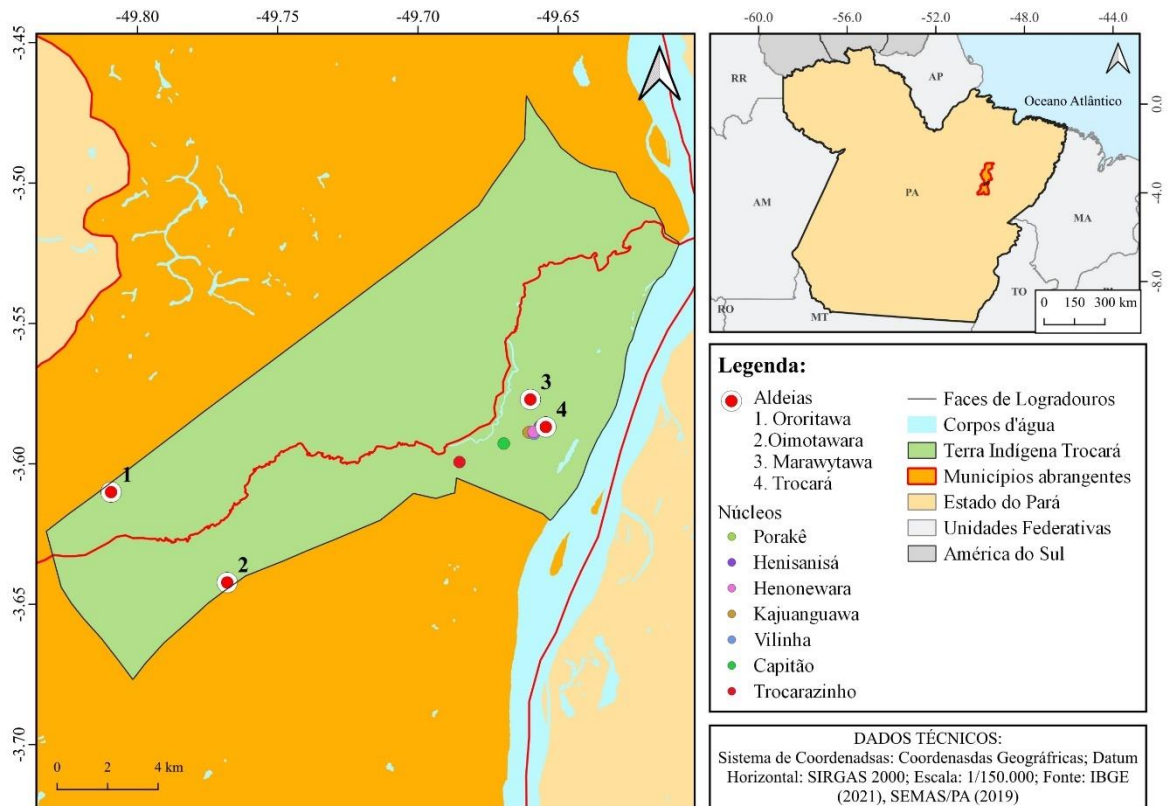 -49.80
-49.75
-49.70
-49.65
-3.45
-3.50
-3.55
-3.60
-3.65
-3.70
1
2
3
4
0 2 4 km
-60.0
-56.0
-52.0
-48.0
-44.0
0.0
-4.0
-8.0
RR
AP
Oceano Atlântico
AM
PA
MA
TO
RO
MT
0 150 300 km
Legenda:
Aldeias
1. Ororitawa
2.Oimotawara
3. Marawytawa
4. Trocará
Núcleos
Porakê
Henisanisá
Henonewara
Kajuanguawa
Vilinha
Capitão
Trocarazinho
Faces de Logradouros
Corpos d'água
Terra Indígena Trocará
Municípios abrangentes
Estado do Pará
Unidades Federativas
América do Sul
DADOS TÉCNICOS:
Sistema de Coordenadsas: Coordenasdas Geográficas; Datum
Horizontal: SIRGAS 2000; Escala: 1/150.000; Fonte: IBGE
(2021), SEMAS/PA (2019)